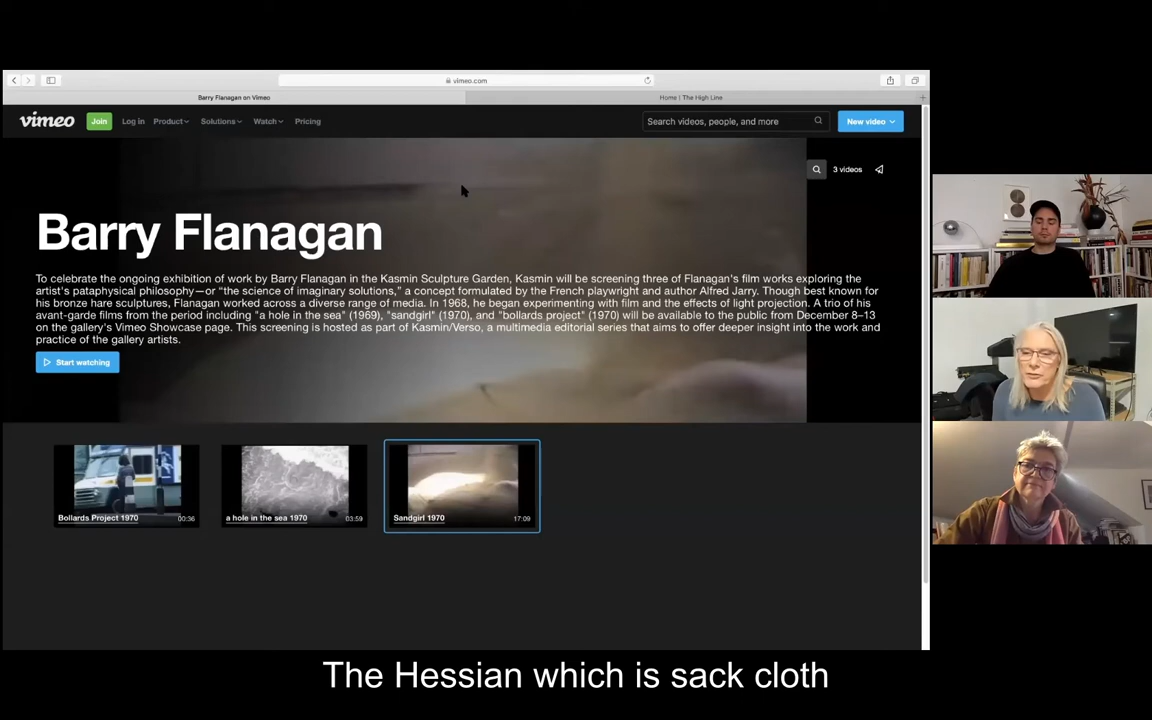 vimeo.com
Barry Flanagan on Vimeo
Home | The High Line
vimeo
Join
Log in
Product
Solutions
Watch
Pricing
Search videos, people, and more
New video
3 videos
Barry Flanagan
To celebrate the ongoing exhibition of work by Barry Flanagan in the Kasmin Sculpture Garden, Kasmin will be screening three of Flanagan's film works exploring the
artist's pataphysical philosophy—or "the science of imaginary solutions," a concept formulated by the French playwright and author Alfred Jarry. Though best known for
his bronze hare sculptures, Flanagan worked across a diverse range of media. In 1968, he began experimenting with film and the effects of light projection. A trio of his
avant-garde films from the period including "a hole in the sea" (1969), "sandgirl" (1970), and "bollards project" (1970) will be available to the public from December 8–13
on the gallery's Vimeo Showcase page. This screening is hosted as part of Kasmin/Verso, a multimedia editorial series that aims to offer deeper insight into the work and
practice of the gallery artists.
Start watching
Bollards Project 1970
00:36
a hole in the sea 1970
03:59
Sandgirl 1970
17:09
The Hessian which is sack cloth